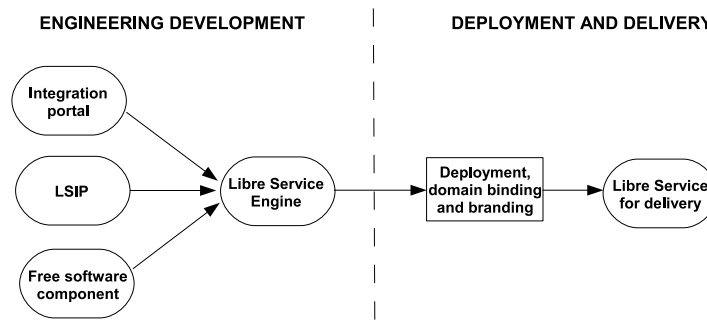 ENGINEERING DEVELOPMENT
DEPLOYMENT AND DELIVERY
Integration
portal
LSIP
Free software
component
Libre Service
Engine
Deployment,
domain binding
and branding
Libre Service
for delivery